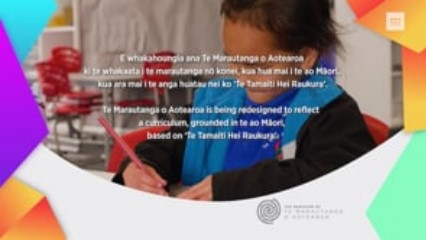 E whakahoungia ana Te Marautanga o Aotearoa
ki te whakaata i te marautanga nō konei, kua hua mai i te ao Māori,
kua ara mai i te anga huatau nei ko 'Te Tamaiti Hei Raukura'.
Te Marautanga o Aotearoa is being redesigned to reflect
a curriculum, grounded in te ao Māori,
based on 'Te Tamaiti Hei Raukura'
TE MARAUTANGA
O AOTEAROA